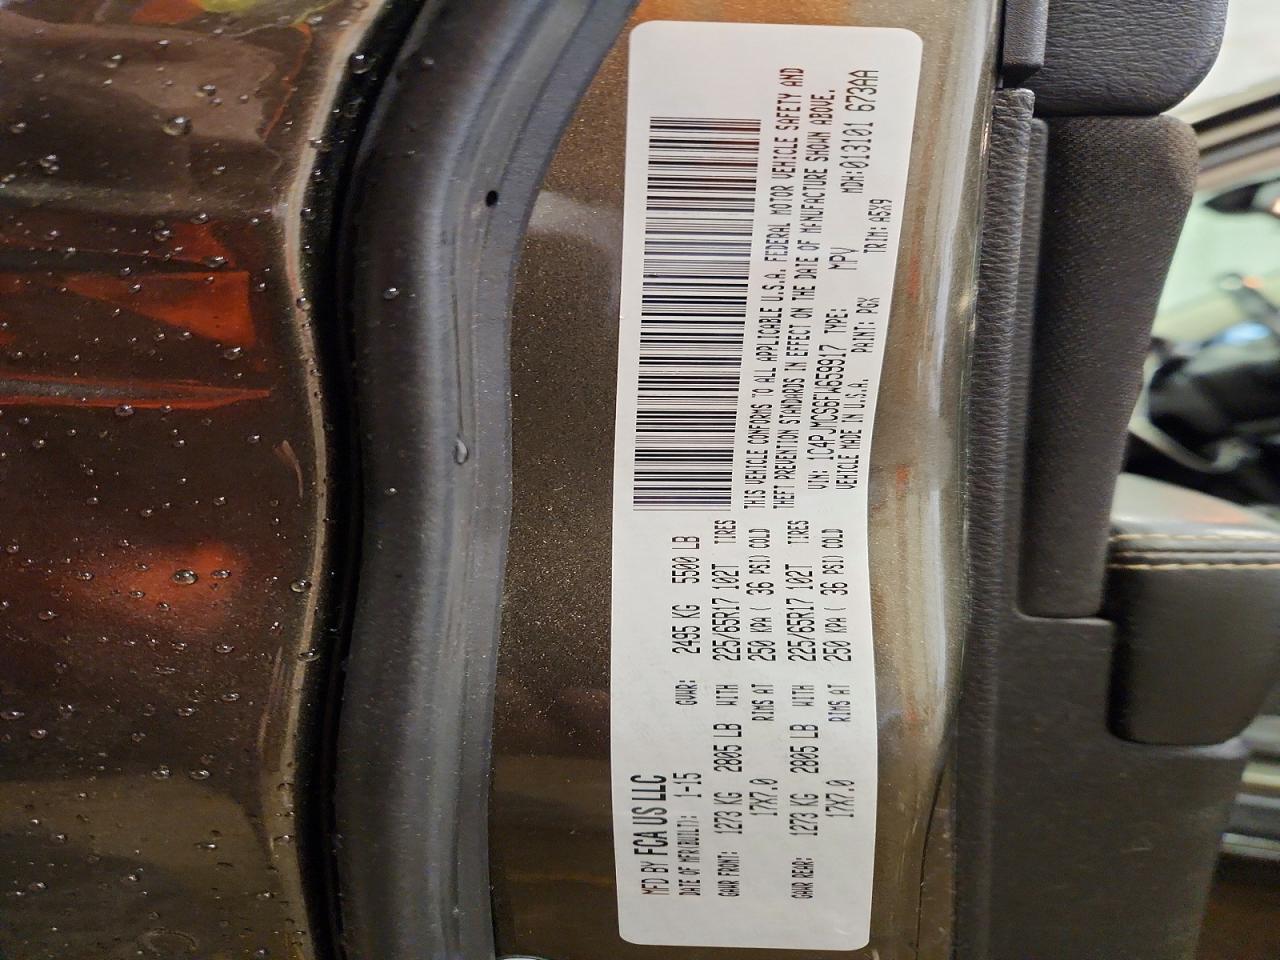 MFD BY FCA US LLC
DATE OF MFR(BUILT): 1-15 GVWR: 2495 KG 5500 LB
GAWR FRONT: 1273 KG 2805 LB WITH 225/65R17 102T TIRES
17X7.0 RIMS AT 250 KPA ( 36 PSI) COLD
GAWR REAR: 1273 KG 2805 LB WITH 225/65R17 102T TIRES
17X7.0 RIMS AT 250 KPA ( 36 PSI) COLD
THIS VEHICLE CONFORMS TO ALL APPLICABLE U.S.A. FEDERAL MOTOR VEHICLE SAFETY AND
THEFT PREVENTION STANDARDS IN EFFECT ON THE DATE OF MANUFACTURE SHOWN ABOVE.
VIN: 1C4PJMCS6FW659917 TYPE: MPV MDH:013101 673AA
VEHICLE MADE IN U.S.A. PAINT: PGX TRIM: A5X9